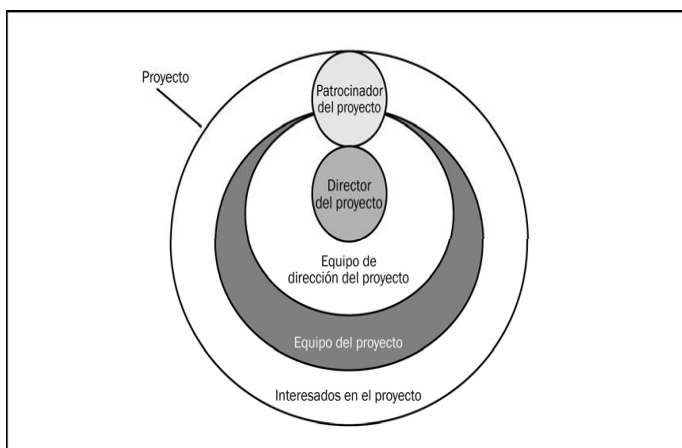 Proyecto
Patrocinador
del proyecto
Director
del proyecto
Equipo de
dirección del proyecto
Equipo del proyecto
Interesados en el proyecto